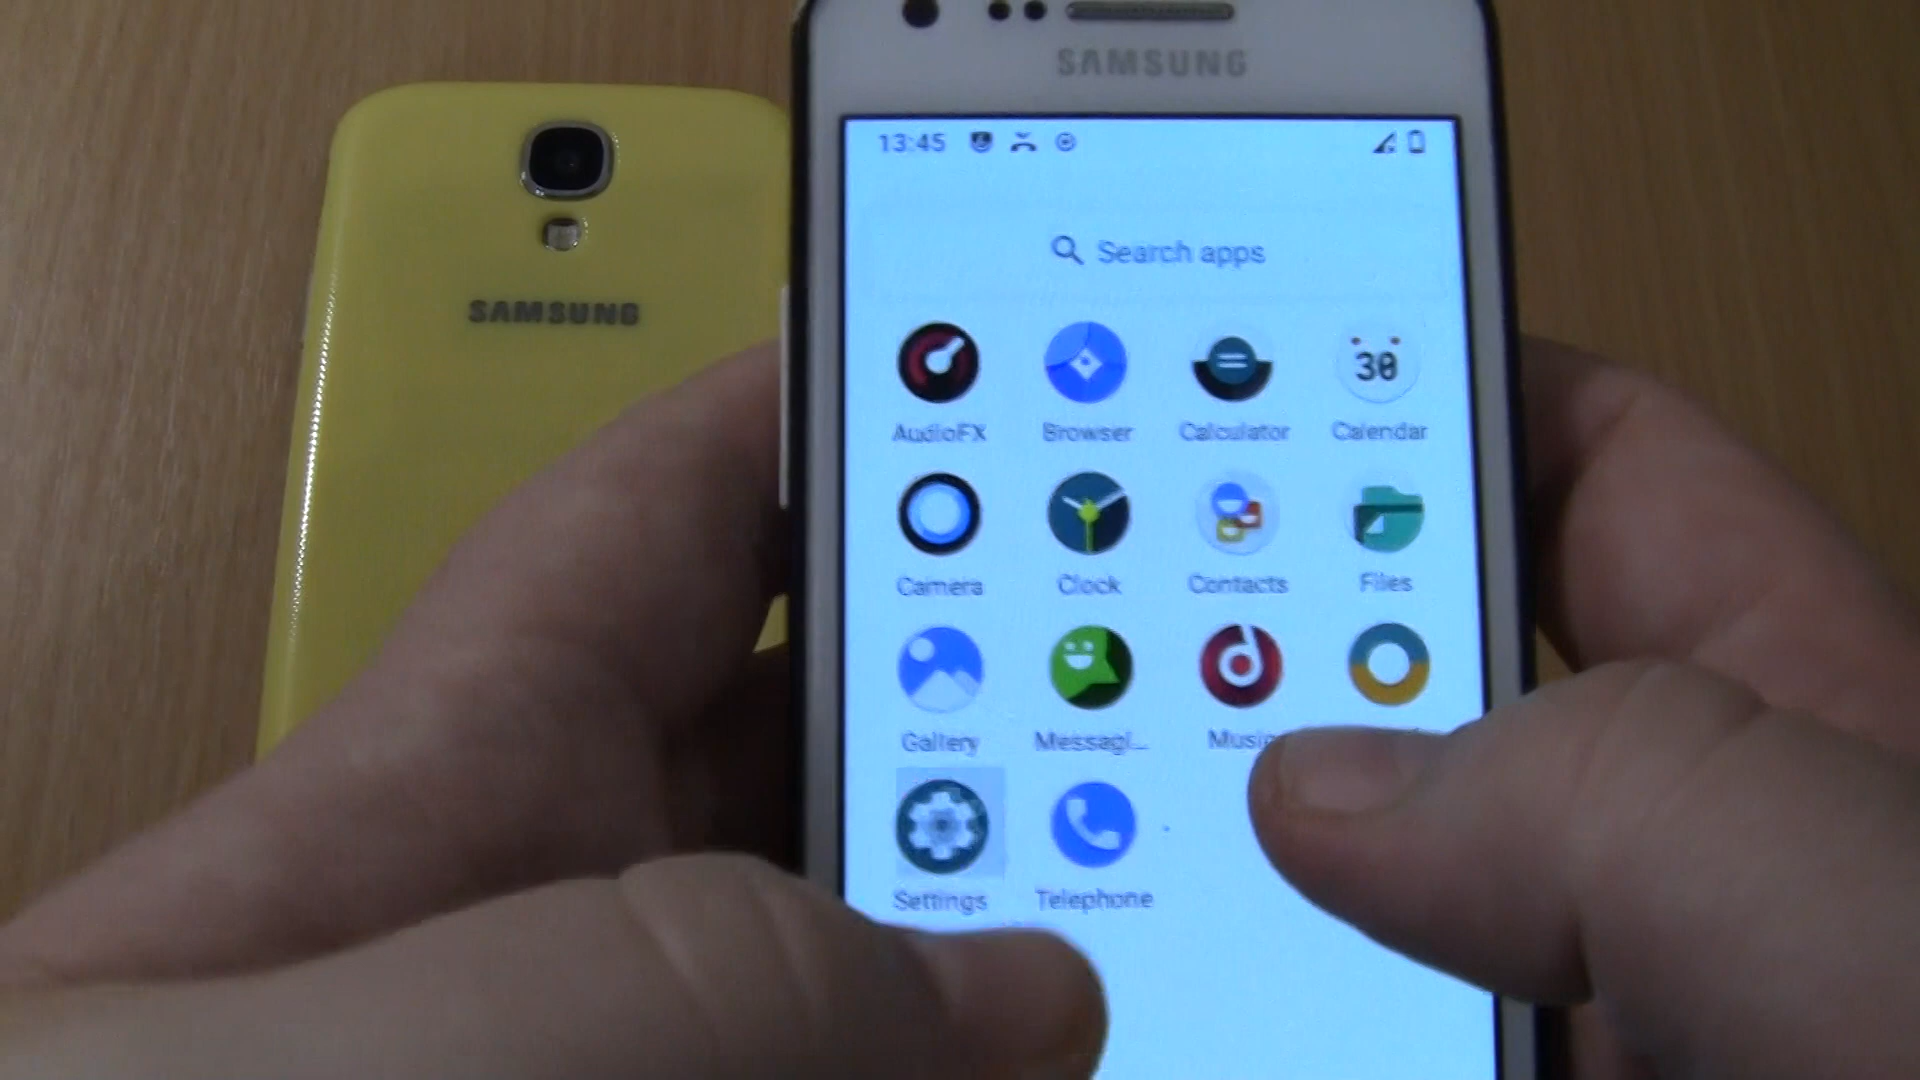 SAMSUNG
SAMSUNG
13:45
Search apps
AudioFX
Browser
Calculator
Calendar
30
Camera
Clock
Contacts
Files
Gallery
Messagi...
Music
Settings
Telephone